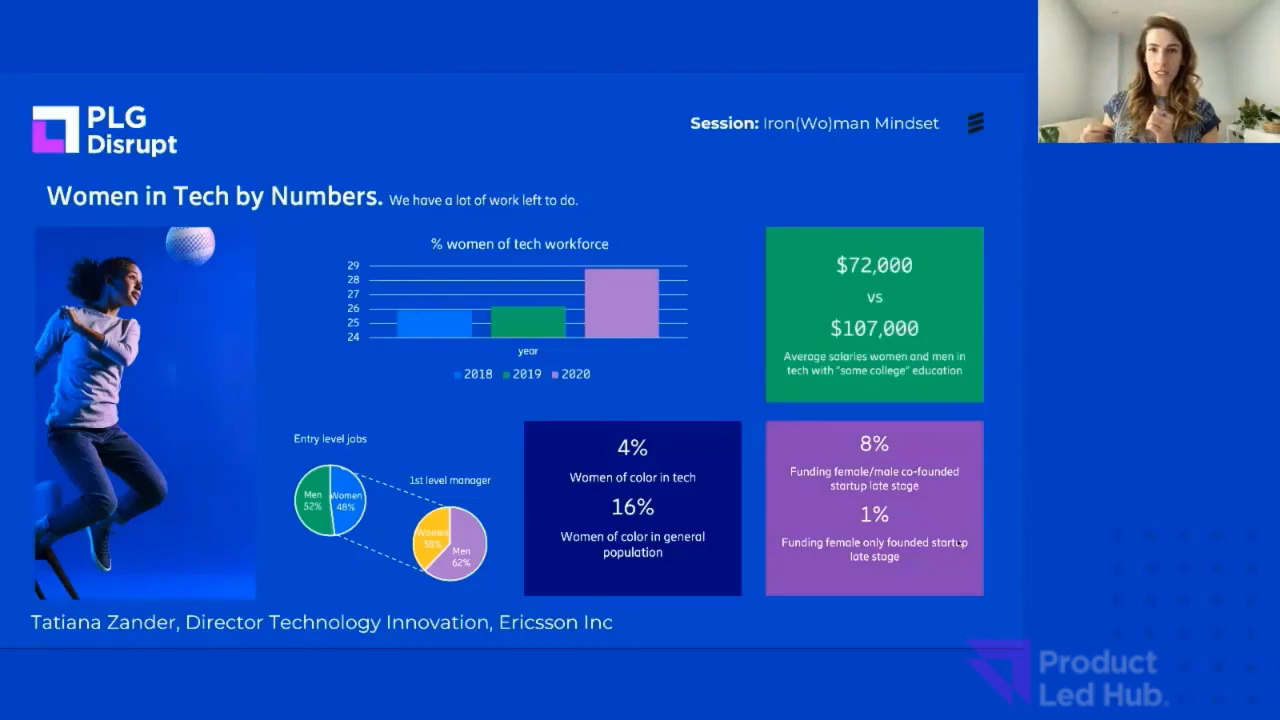 PLG
Disrupt
Session: Iron(Wo)man Mindset
Women in Tech by Numbers. We have a lot of work left to do.
% women of tech workforce
29
28
27
26
25
24
year
2018 2019 2020
$72,000
vs
$107,000
Average salaries women and men in
tech with "some college" education
Entry level jobs
Men
52%
Women
48%
1st level manager
Women
Men
62%
4%
Women of color in tech
16%
Women of color in general
population
8%
Funding female/male co-founded
startup late stage
1%
Funding female only founded startup
late stage
Tatiana Zander, Director Technology Innovation, Ericsson Inc
Product
Led Hub.